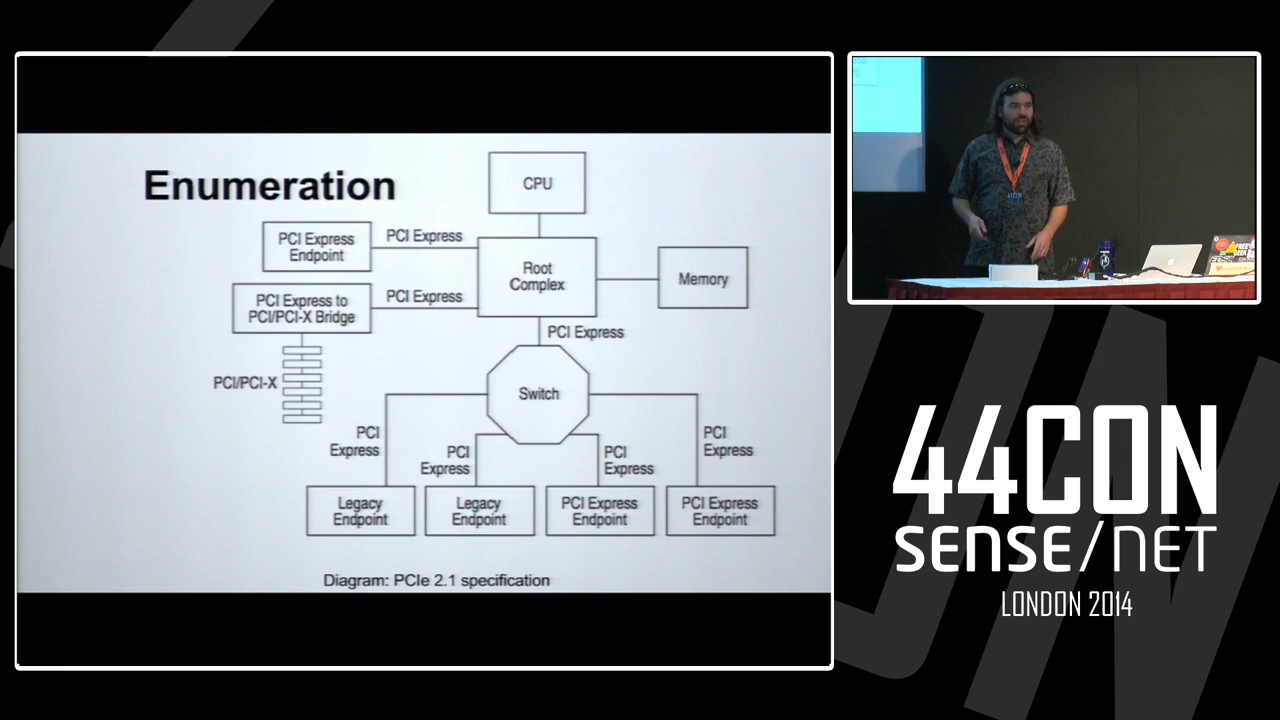 Enumeration
CPU
PCI Express
Endpoint
PCI Express
Root
Complex
Memory
PCI Express to
PCI/PCI-X Bridge
PCI Express
PCI Express
PCI/PCI-X
Switch
PCI
Express
PCI
Express
PCI
Express
PCI
Express
Legacy
Endpoint
Legacy
Endpoint
PCI Express
Endpoint
PCI Express
Endpoint
Diagram: PCIe 2.1 specification
44CON
SENSE/NET
LONDON 2014